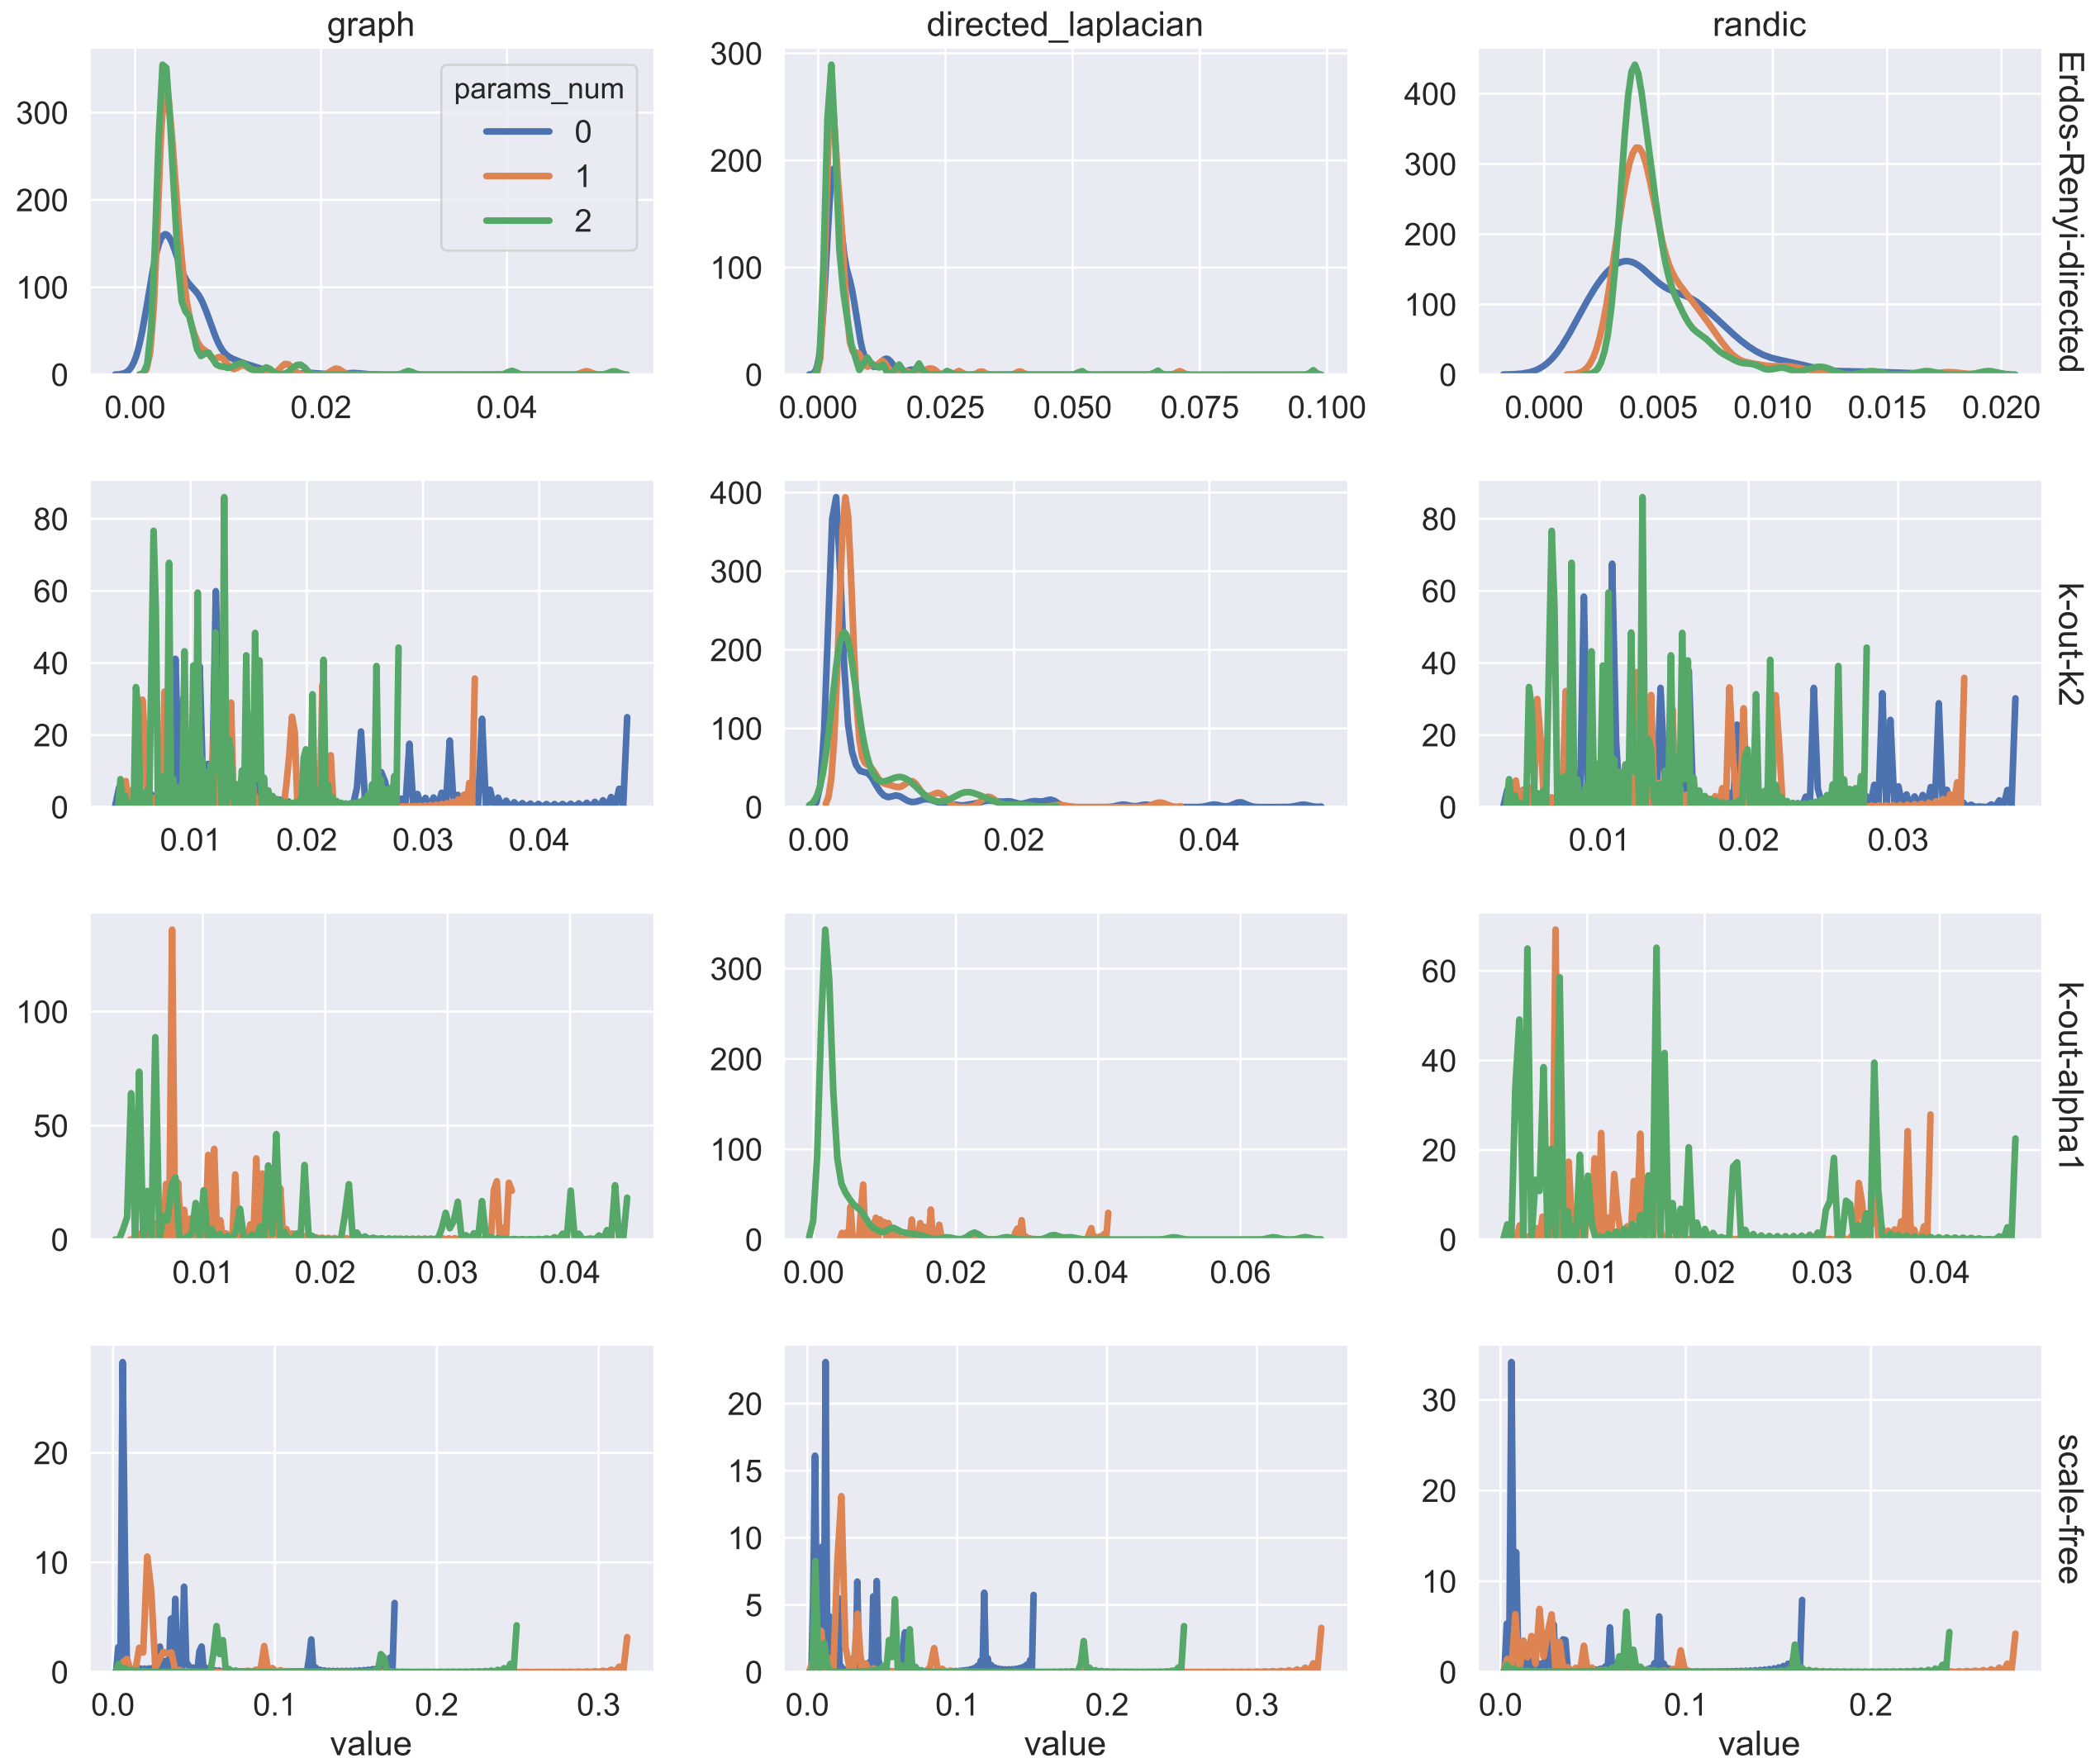 graph directed_laplacian randic
300
200
100
0
0.00 0.02 0.04
params_num
0
1
2
300
200
100
0
0.000 0.025 0.050 0.075 0.100
400
300
200
100
0
0.000 0.005 0.010 0.015 0.020
Erdos-Renyi-directed
80
60
40
20
0
0.01 0.02 0.03 0.04
400
300
200
100
0
0.00 0.02 0.04
80
60
40
20
0
0.01 0.02 0.03
k-out-k2
100
50
0
0.01 0.02 0.03 0.04
300
200
100
0
0.00 0.02 0.04 0.06
60
40
20
0
0.01 0.02 0.03 0.04
k-out-alpha1
20
10
0
0.0 0.1 0.2 0.3
value
20
15
10
5
0
0.0 0.1 0.2 0.3
value
30
20
10
0
0.0 0.1 0.2
value
scale-free